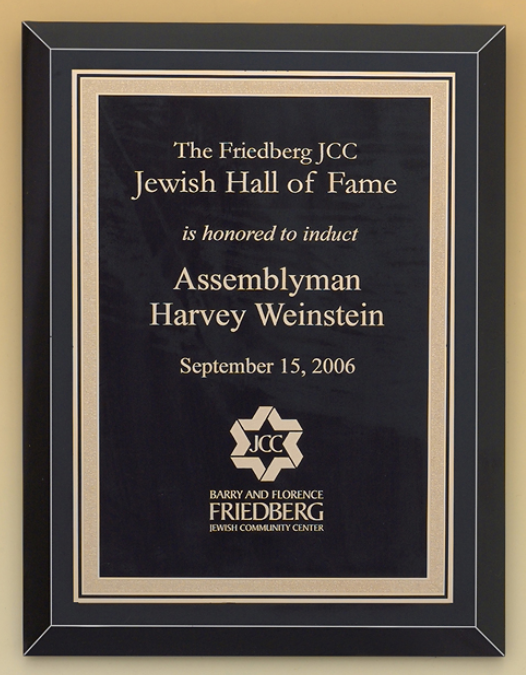 The Friedberg JCC
Jewish Hall of Fame
is honored to induct
Assemblyman
Harvey Weinstein
September 15, 2006
JCC
BARRY AND FLORENCE
FRIEDBERG
JEWISH COMMUNITY CENTER